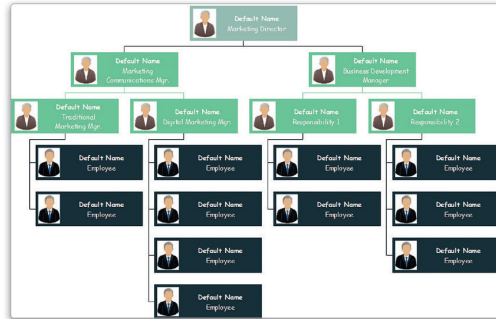 Default Name
Marketing Director
Default Name
Marketing
Communications Mgr.
Default Name
Business Development
Manager
Default Name
Traditional
Marketing Mgr.
Default Name
Digital Marketing Mgr.
Default Name
Responsibility 1
Default Name
Responsibility 2
Default Name
Employee
Default Name
Employee
Default Name
Employee
Default Name
Employee
Default Name
Employee
Default Name
Employee
Default Name
Employee
Default Name
Employee
Default Name
Employee
Default Name
Employee
Default Name
Employee